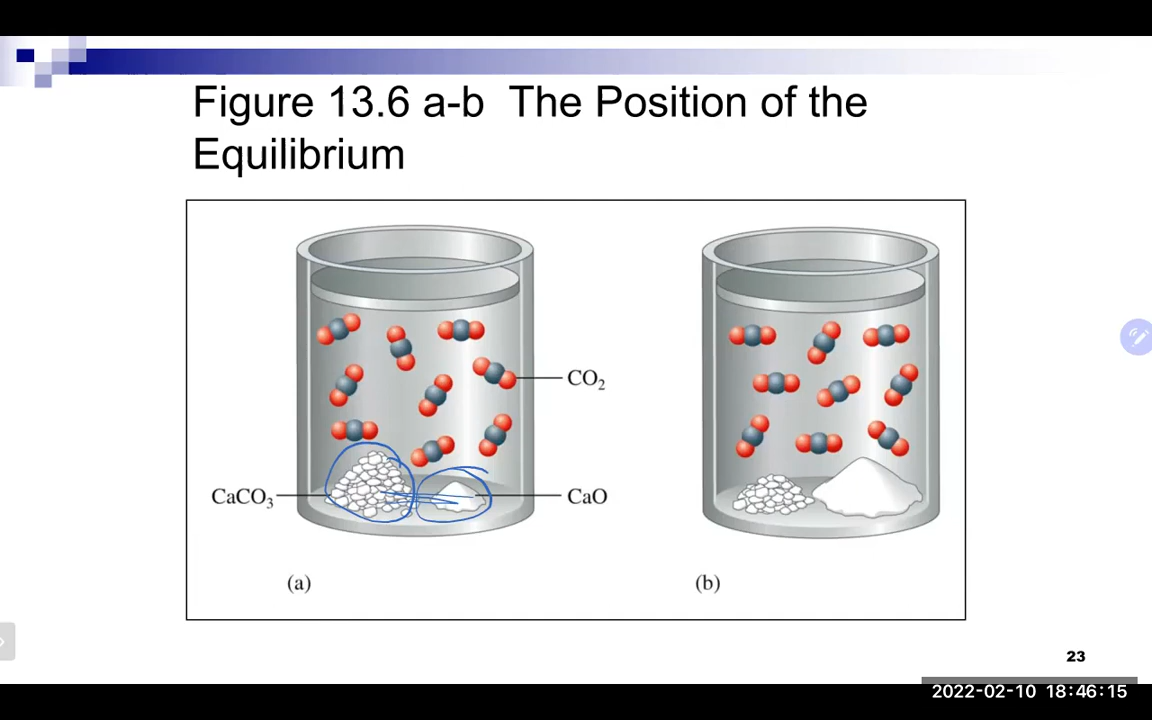 Figure 13.6 a-b  The Position of the
Equilibrium
CO₂
CaCO₃
CaO
(a)
(b)
23
2022-02-10 18:46:15